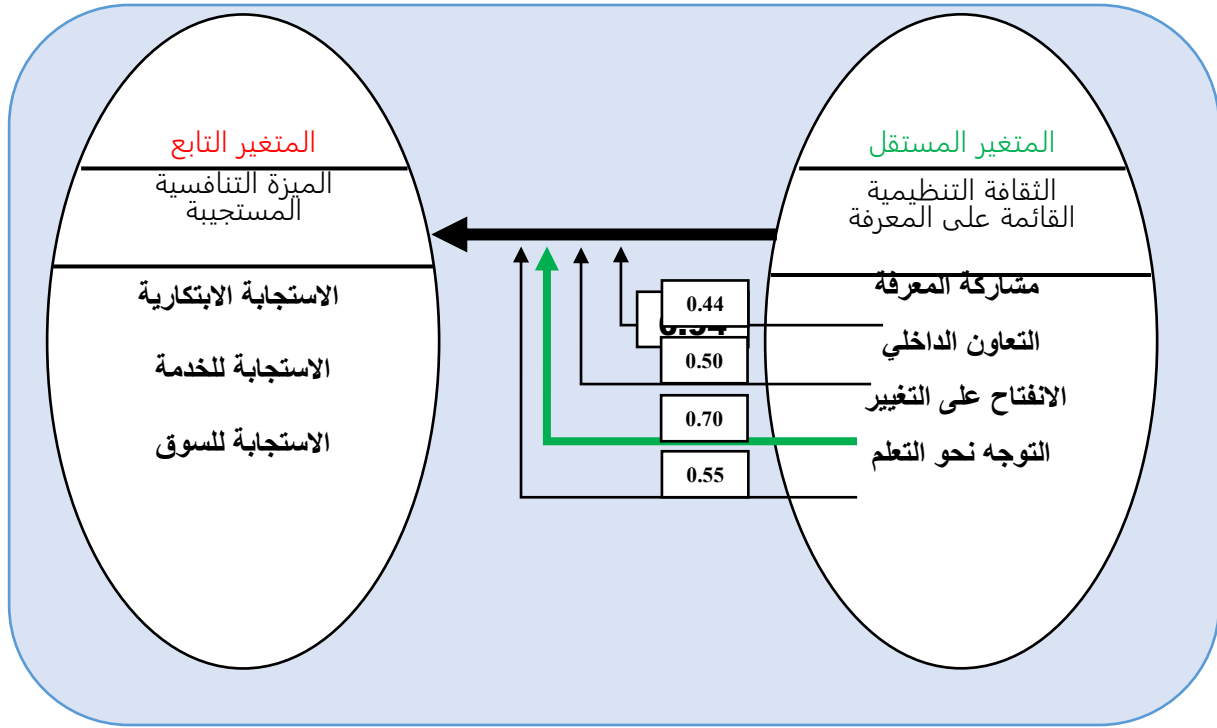 المتغير المستقل
الثقافة التنظيمية
القائمة على المعرفة
مشاركة المعرفة
التعاون الداخلي
الانفتاح على التغيير
التوجه نحو التعلم
0.44
0.50
0.70
0.55
المتغير التابع
الميزة التنافسية
المستجيبة
الاستجابة الابتكارية
الاستجابة للخدمة
الاستجابة للسوق